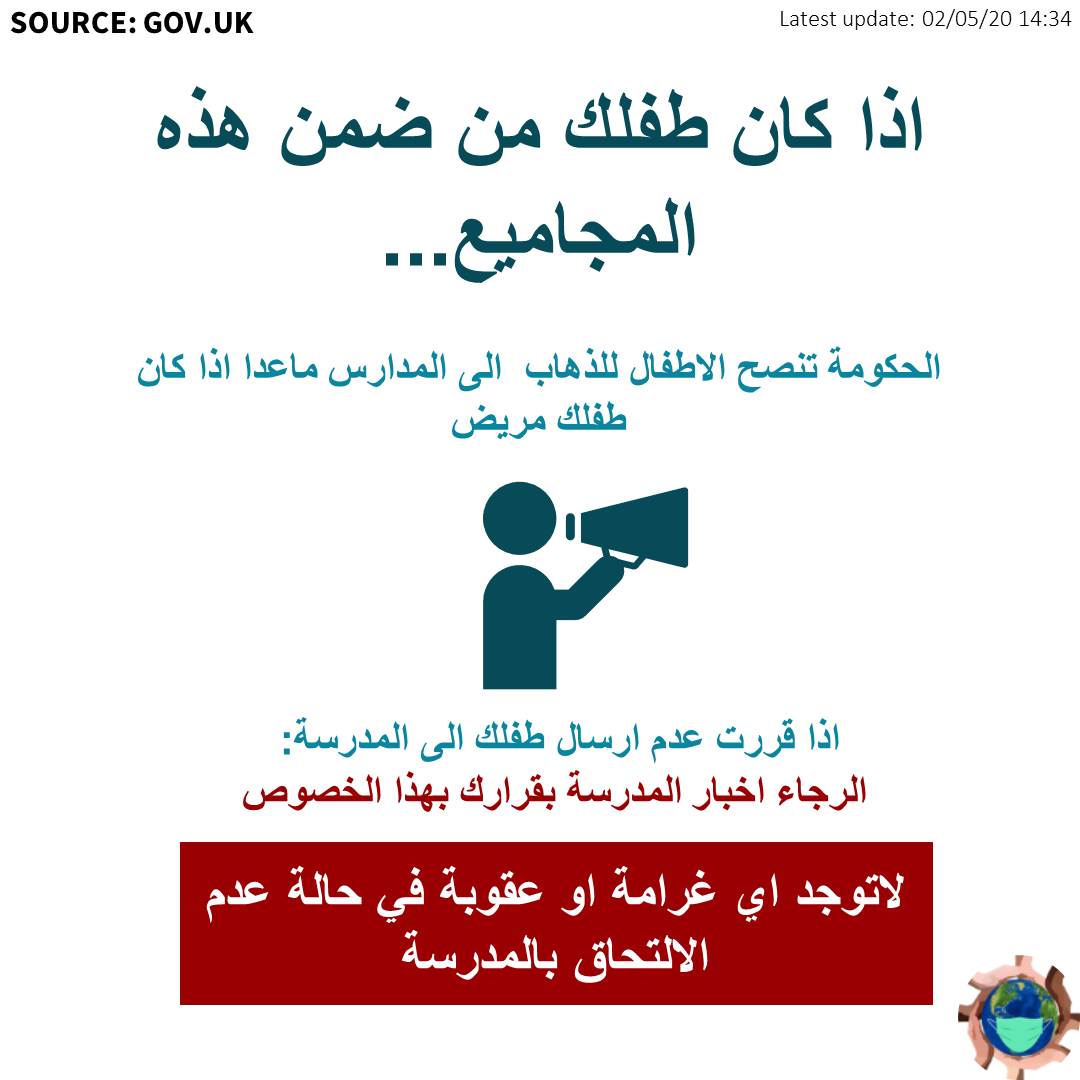 SOURCE: GOV.UK
Latest update: 02/05/20 14:34
اذا كان طفلك من ضمن هذه
المجاميع...
الحكومة تنصح الاطفال للذهاب الى المدارس ماعدا اذا كان
طفلك مريض
اذا قررت عدم ارسال طفلك الى المدرسة:
الرجاء اخبار المدرسة بقرارك بهذا الخصوص
لاتوجد اي غرامة او عقوبة في حالة عدم
الالتحاق بالمدرسة